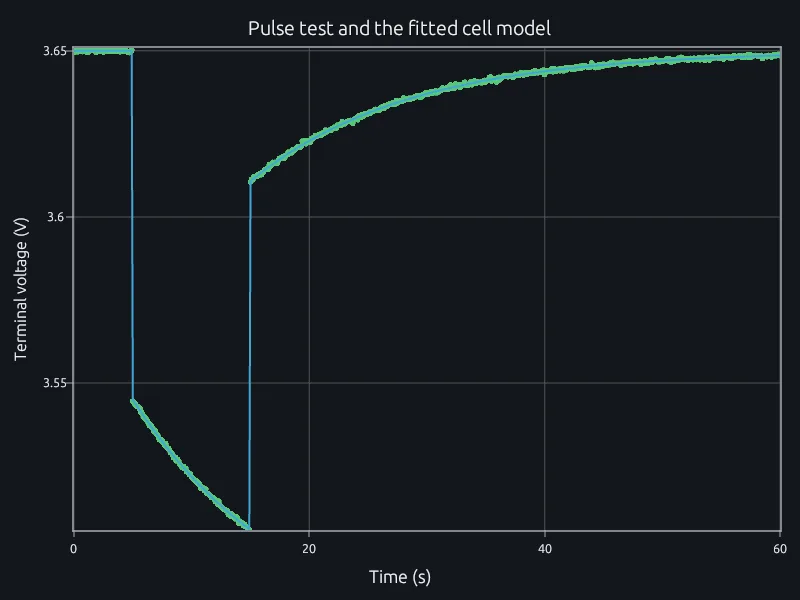 Pulse test and the fitted cell model
3.65
3.6
3.55
Terminal voltage (V)
0 20 40 60
Time (s)